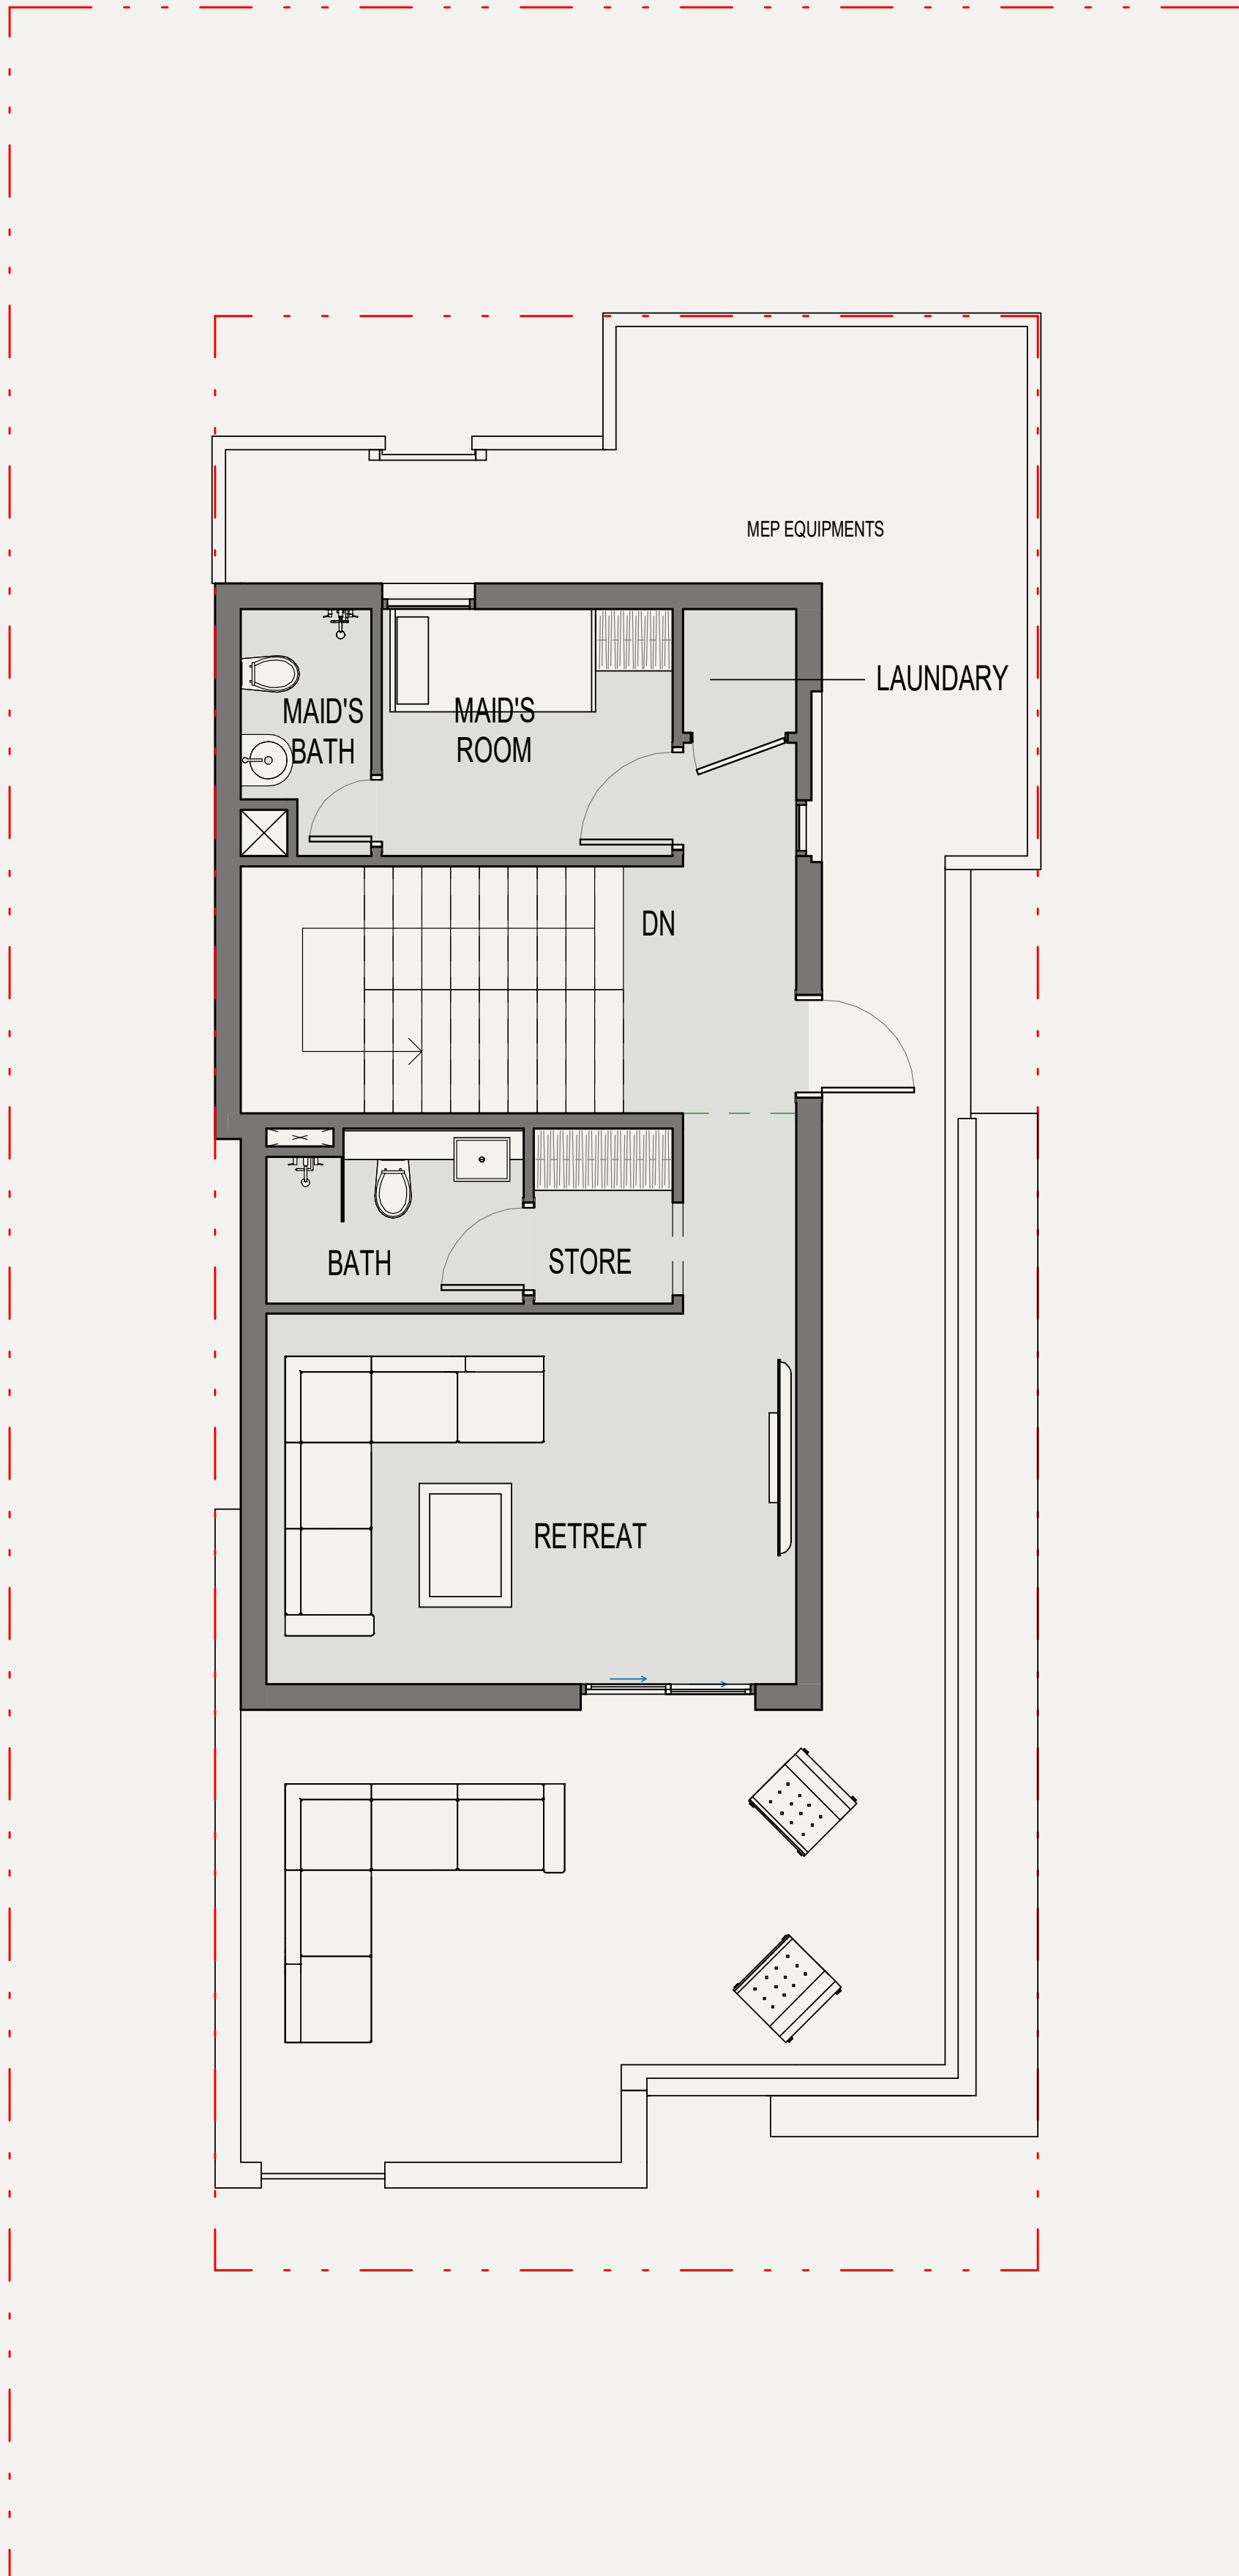 MEP EQUIPMENTS
LAUNDARY
MAID'S
BATH
MAID'S
ROOM
DN
BATH
STORE
RETREAT